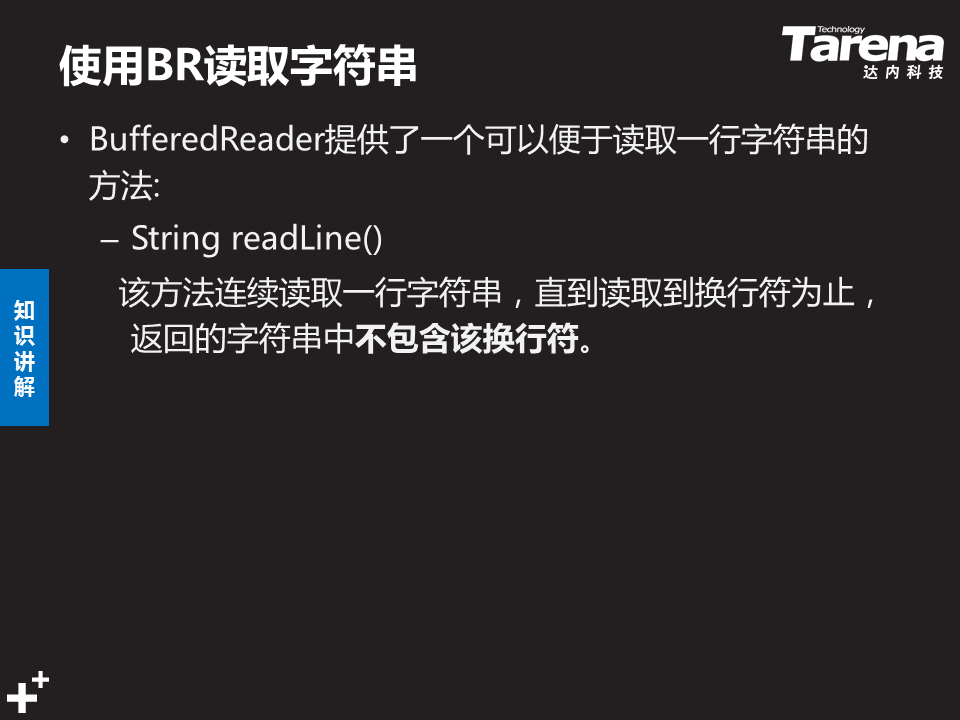 使用BR读取字符串
Technology
Tarena
达内科技
• BufferedReader提供了一个可以便于读取一行字符串的
方法:
– String readLine()
该方法连续读取一行字符串，直到读取到换行符为止，
返回的字符串中不包含该换行符。
知
识
讲
解